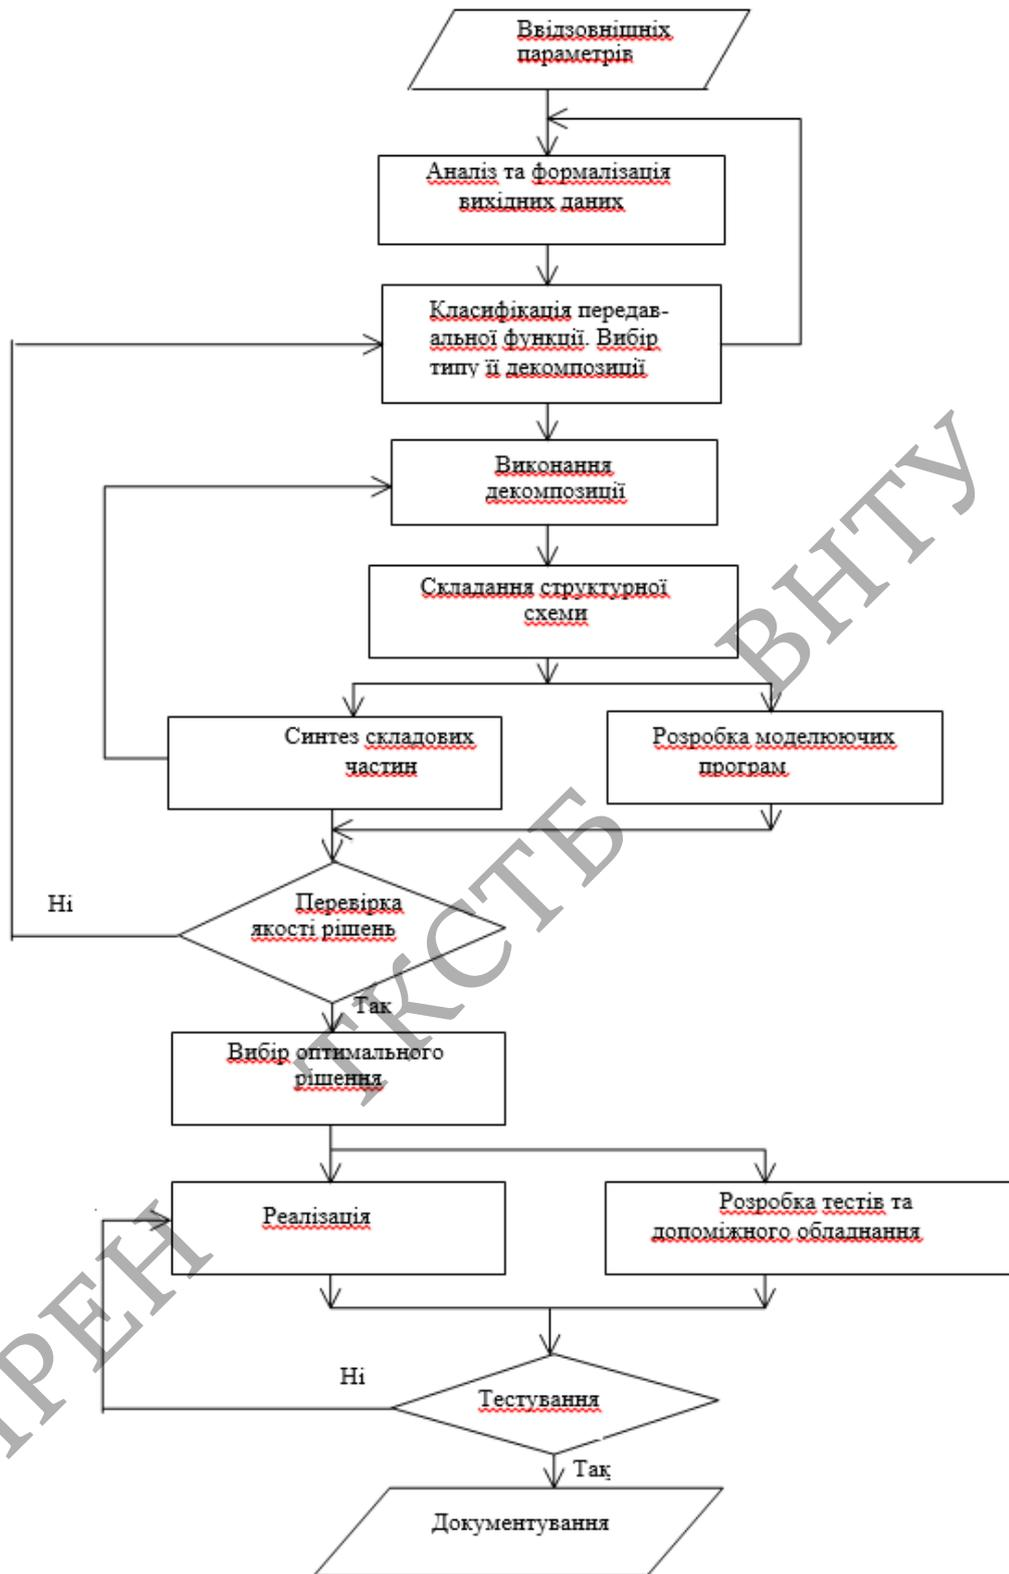 Ввідзовнішніх
параметрів
Аналіз та формалізація
вихідних даних
Класифікація передав-
альної функції. Вибір
типу її декомпозиції
Виконання
декомпозиції
Складання структурної
схеми
Синтез складових
частин
Розробка моделюючих
програм
Ні
Перевірка
якості рішень
Так
Вибір оптимального
рішення
Реалізація
Розробка тестів та
допоміжного обладнання
Ні
Тестування
Так
Документування
ІРЕН ТКСТБ ВНТУ